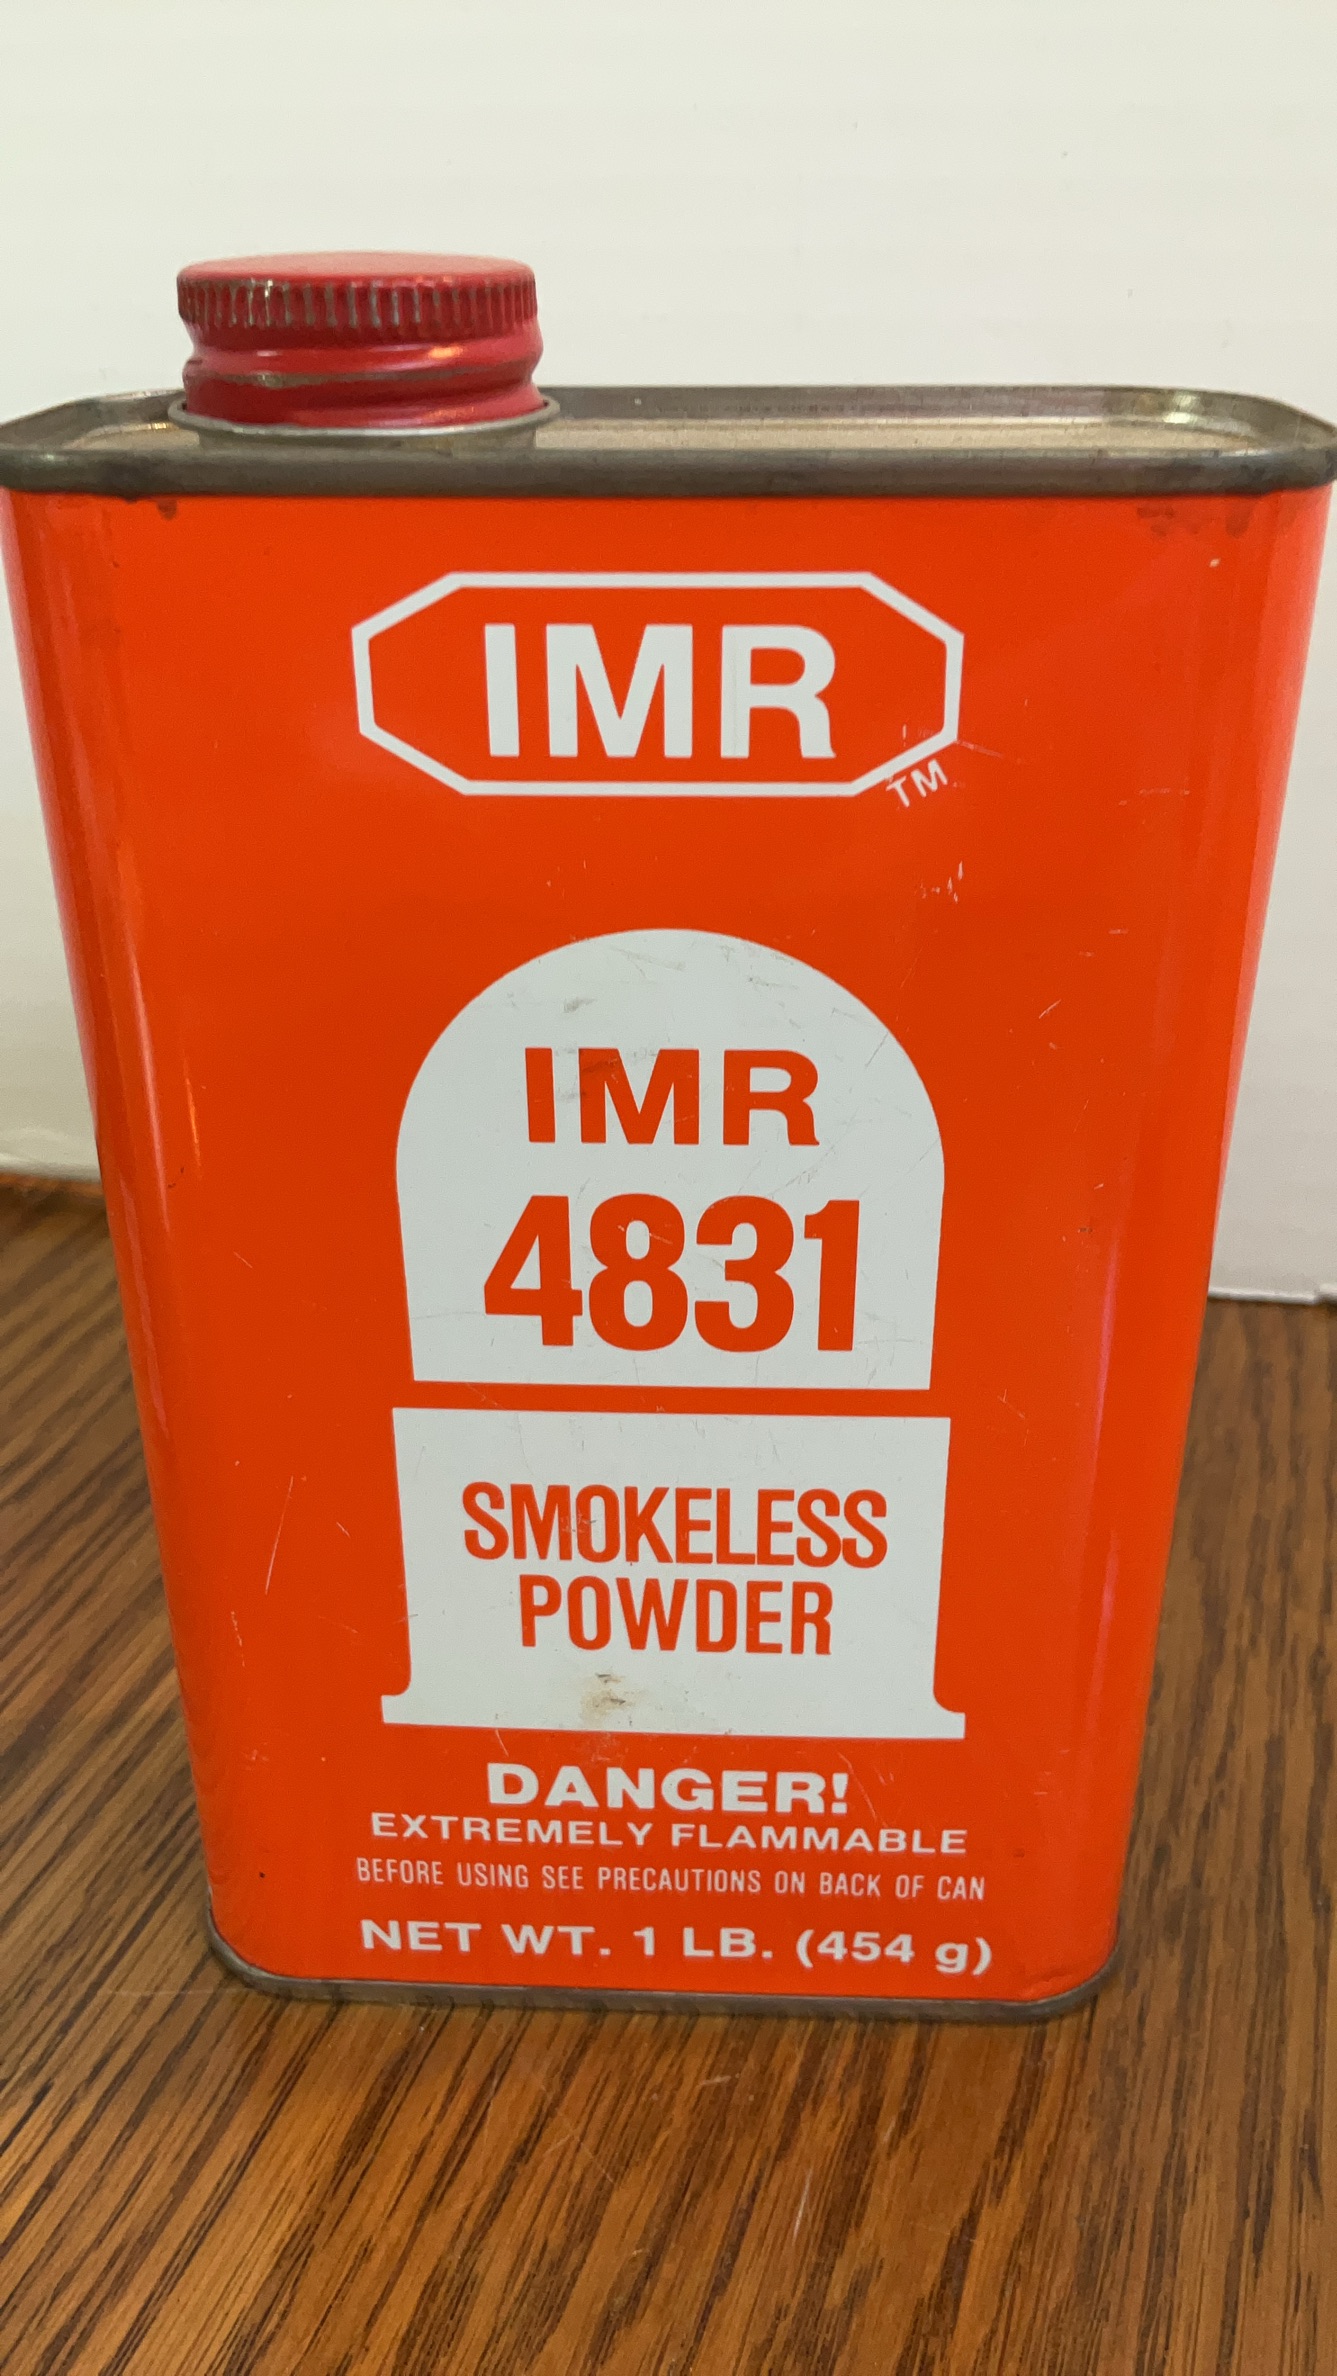 IMR
TM
IMR
4831
SMOKELESS
POWDER
DANGER!
EXTREMELY FLAMMABLE
BEFORE USING SEE PRECAUTIONS ON BACK OF CAN
NET WT. 1 LB. (454 g)